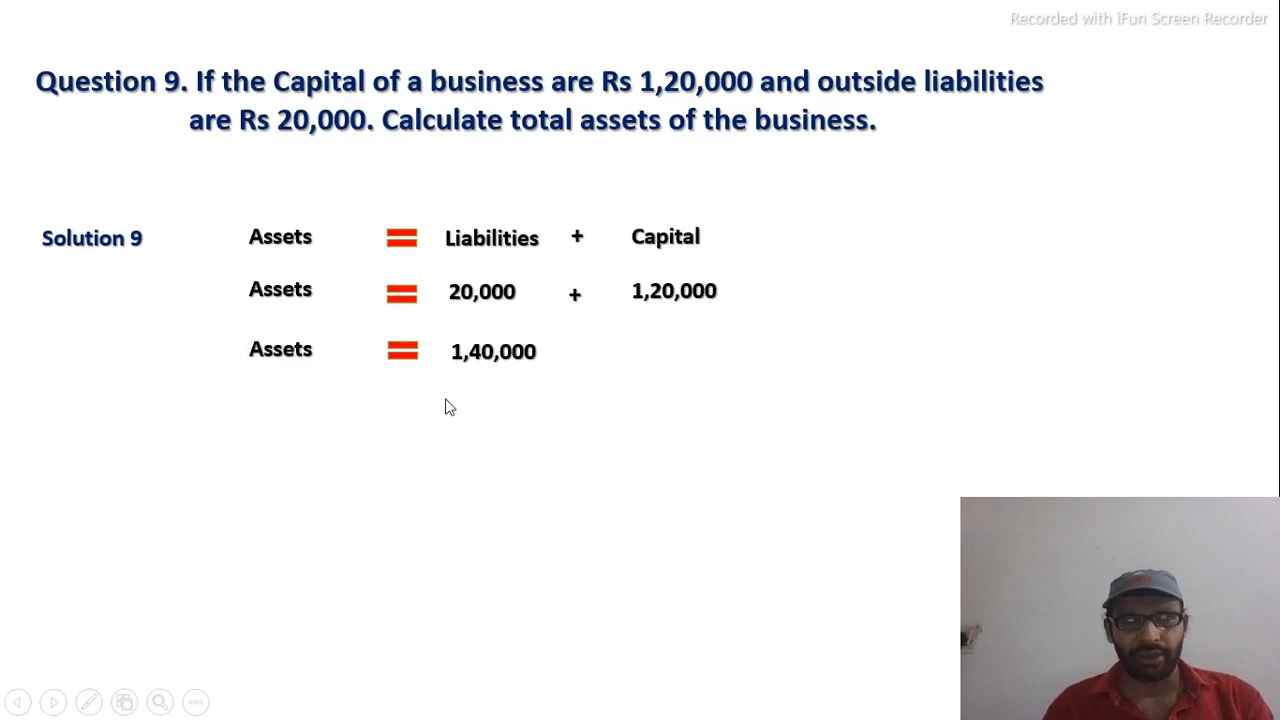 Recorded with iFun Screen Recorder
Question 9. If the Capital of a business are Rs 1,20,000 and outside liabilities
are Rs 20,000. Calculate total assets of the business.
Solution 9 Assets = Liabilities + Capital
Assets = 20,000 + 1,20,000
Assets = 1,40,000